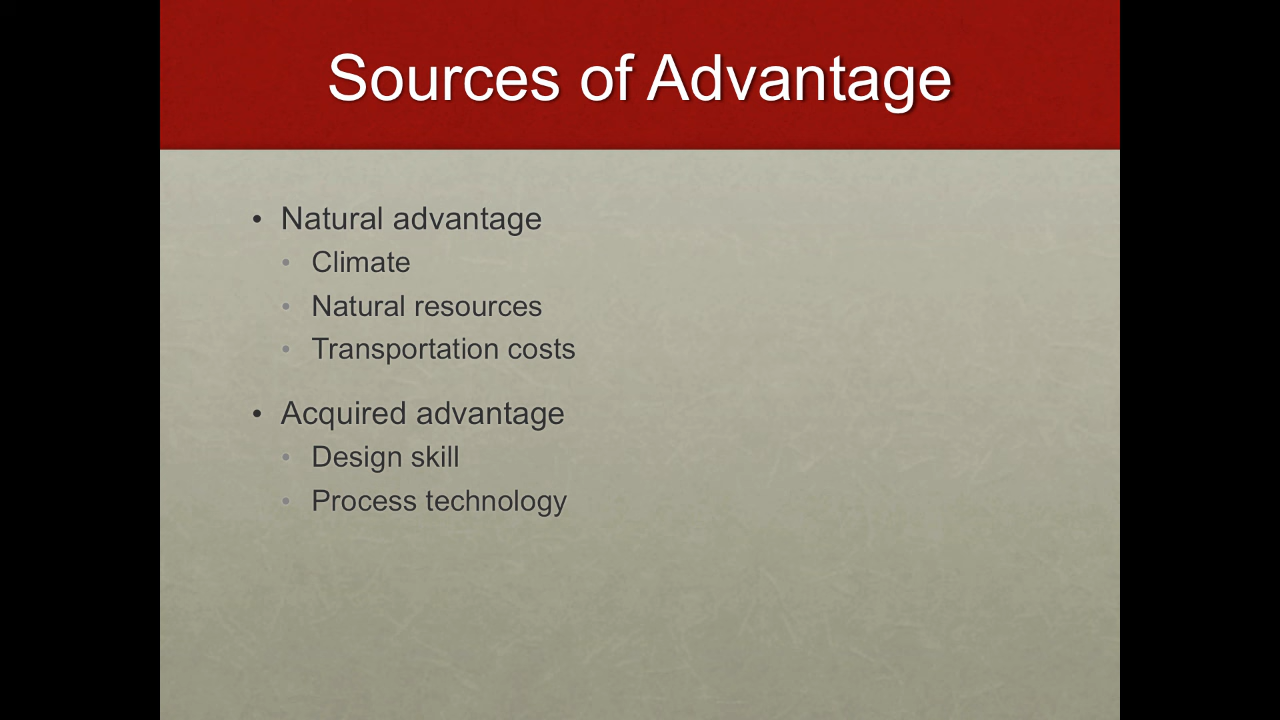 Sources of Advantage
• Natural advantage
• Climate
• Natural resources
• Transportation costs
• Acquired advantage
• Design skill
• Process technology